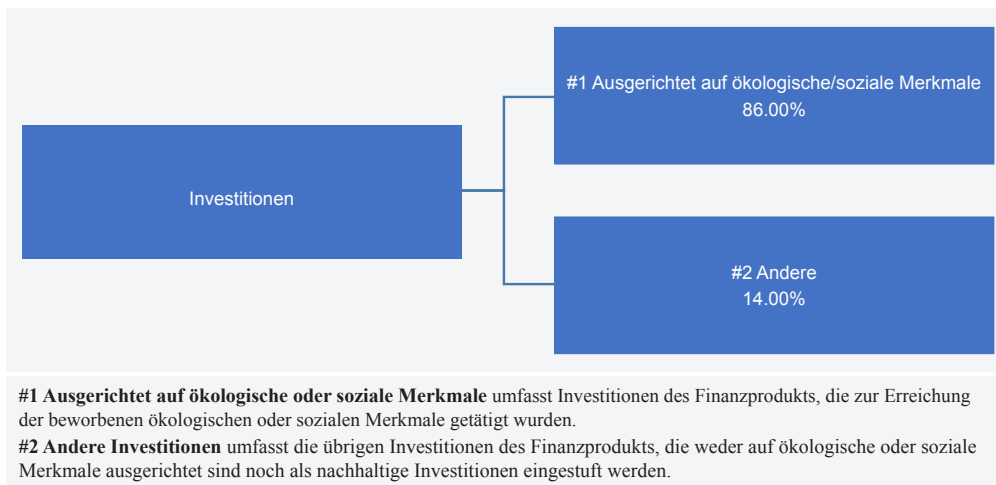 #1 Ausgerichtet auf ökologische/soziale Merkmale
86.00%
Investitionen
#2 Andere
14.00%
#1 Ausgerichtet auf ökologische oder soziale Merkmale umfasst Investitionen des Finanzprodukts, die zur Erreichung
der beworbenen ökologischen oder sozialen Merkmale getätigt wurden.
#2 Andere Investitionen umfasst die übrigen Investitionen des Finanzprodukts, die weder auf ökologische oder soziale
Merkmale ausgerichtet sind noch als nachhaltige Investitionen eingestuft werden.